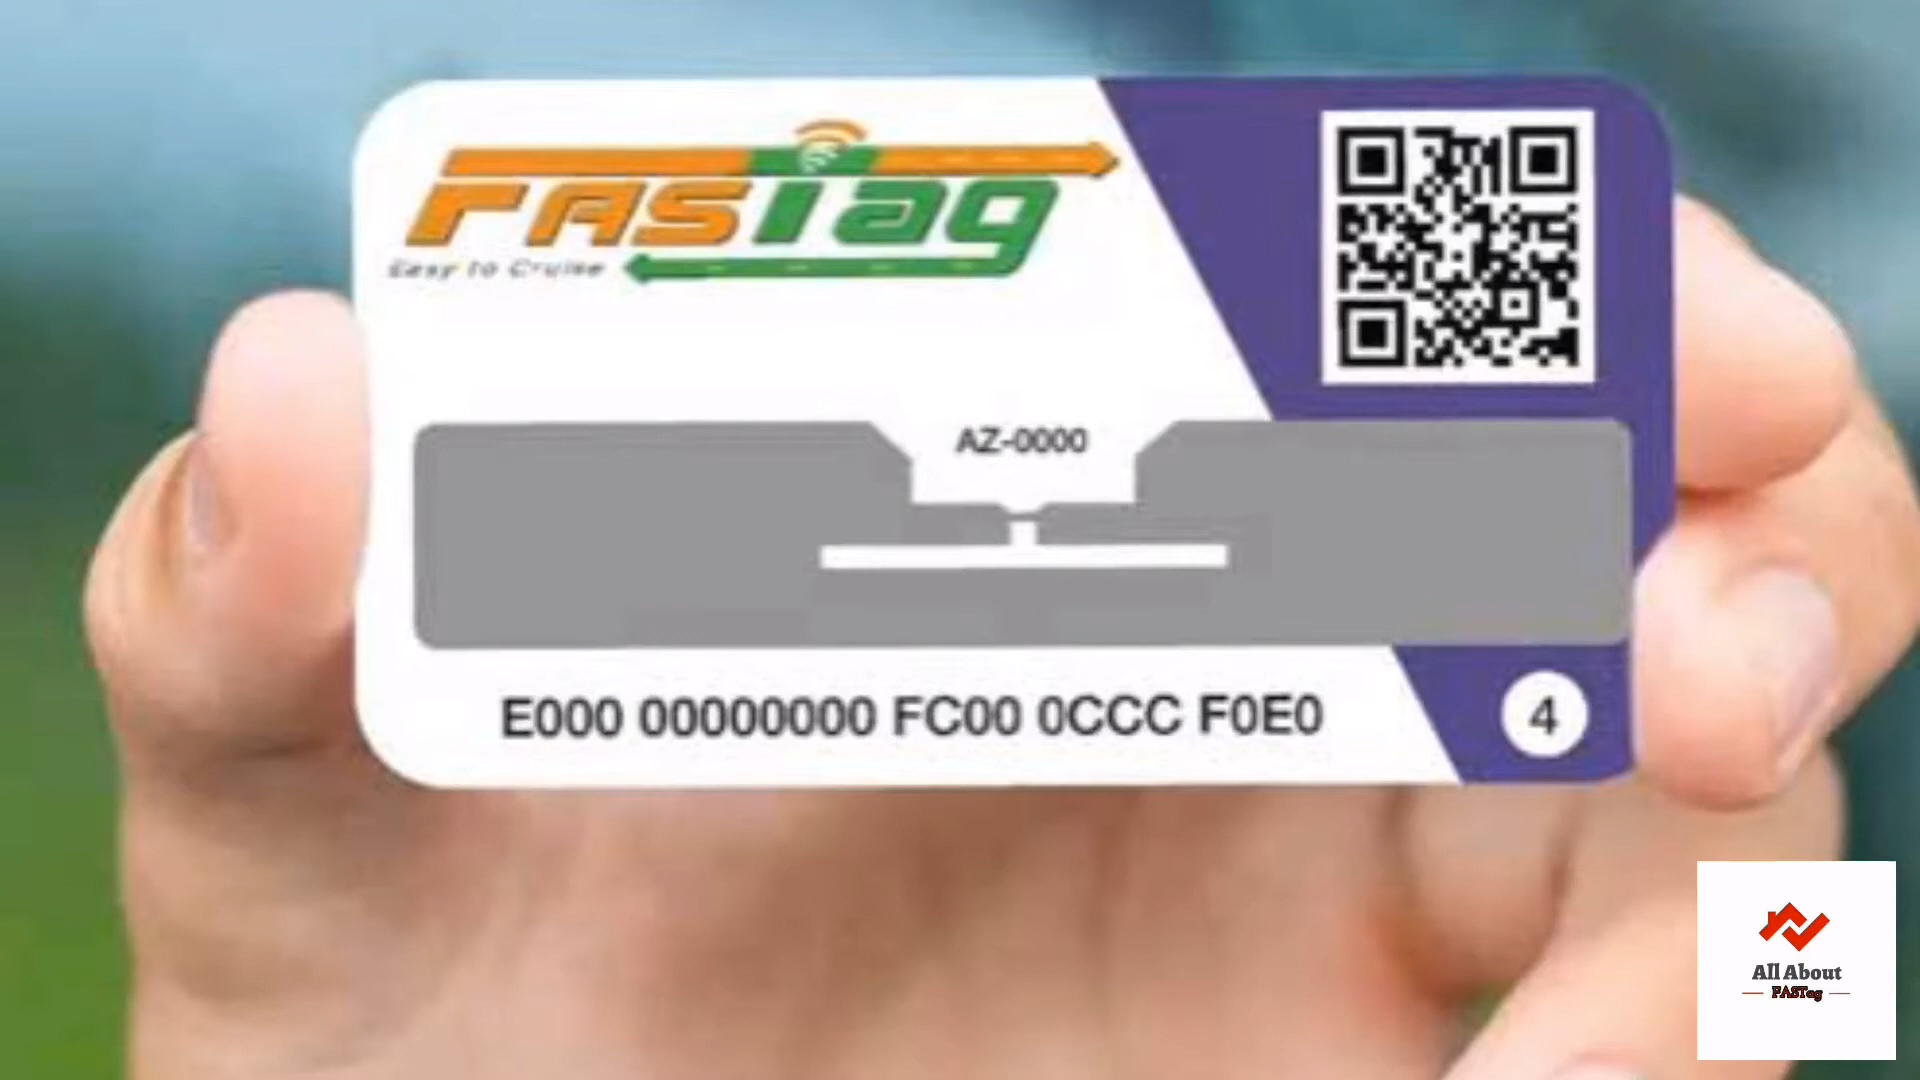 FASTag
Easy to Cruise
AZ-0000
E000 00000000 FC00 0CCC F0E0
4
All About
FASTag